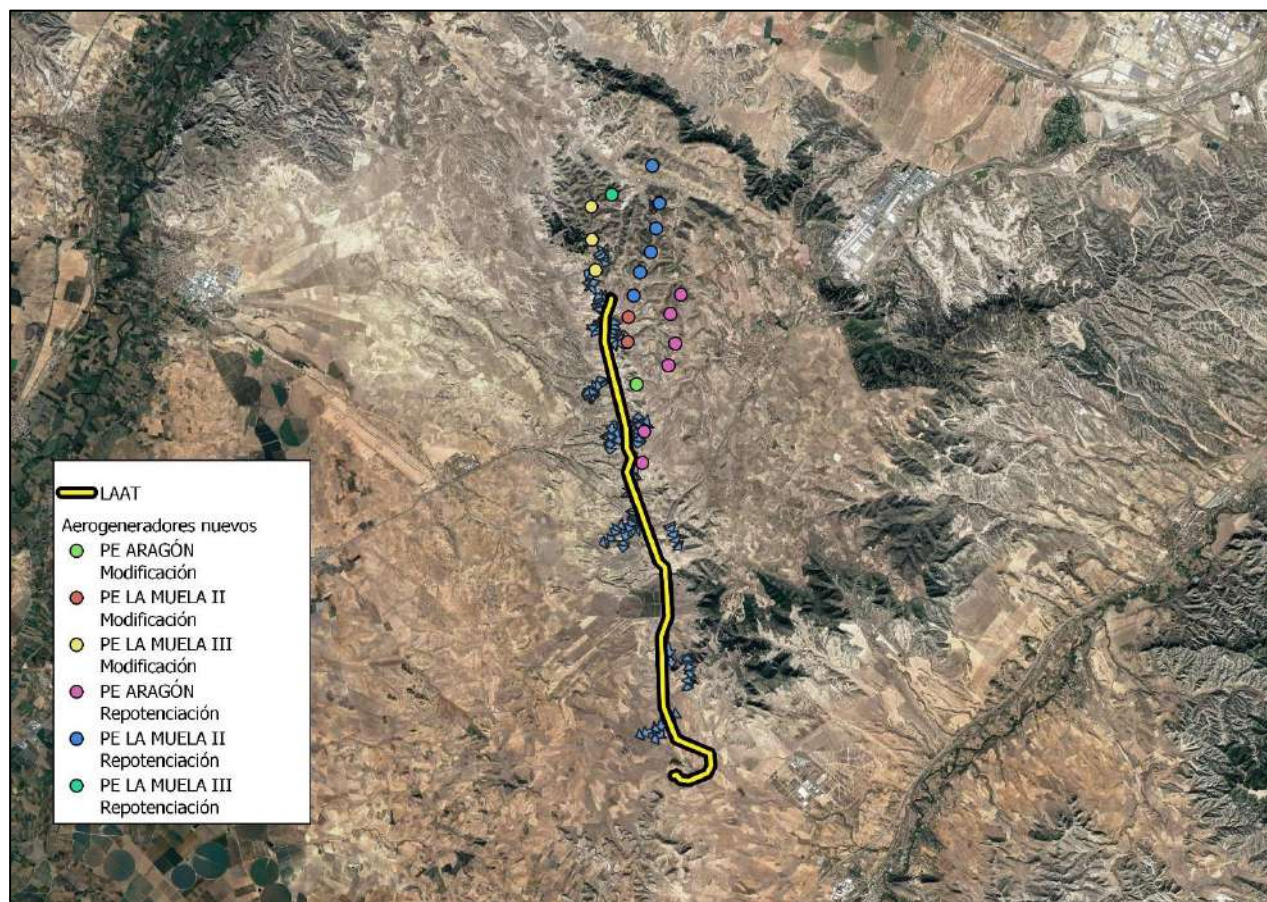 LAAT
Aerogeneradores nuevos
PE ARAGÓN
Modificación
PE LA MUELA II
Modificación
PE LA MUELA III
Modificación
PE ARAGÓN
Repotenciación
PE LA MUELA II
Repotenciación
PE LA MUELA III
Repotenciación